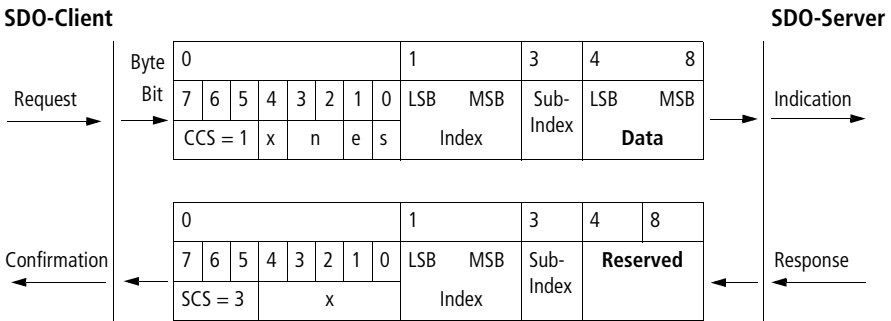 SDO-Client SDO-Server
Byte 0 1 3 4 8
Request Bit 7 6 5 4 3 2 1 0 LSB MSB Sub-Index LSB MSB Indication
CCS = 1 x n e s Index Data
0 1 3 4 8
Confirmation 7 6 5 4 3 2 1 0 LSB MSB Sub-Index Reserved Response
SCS = 3 x Index